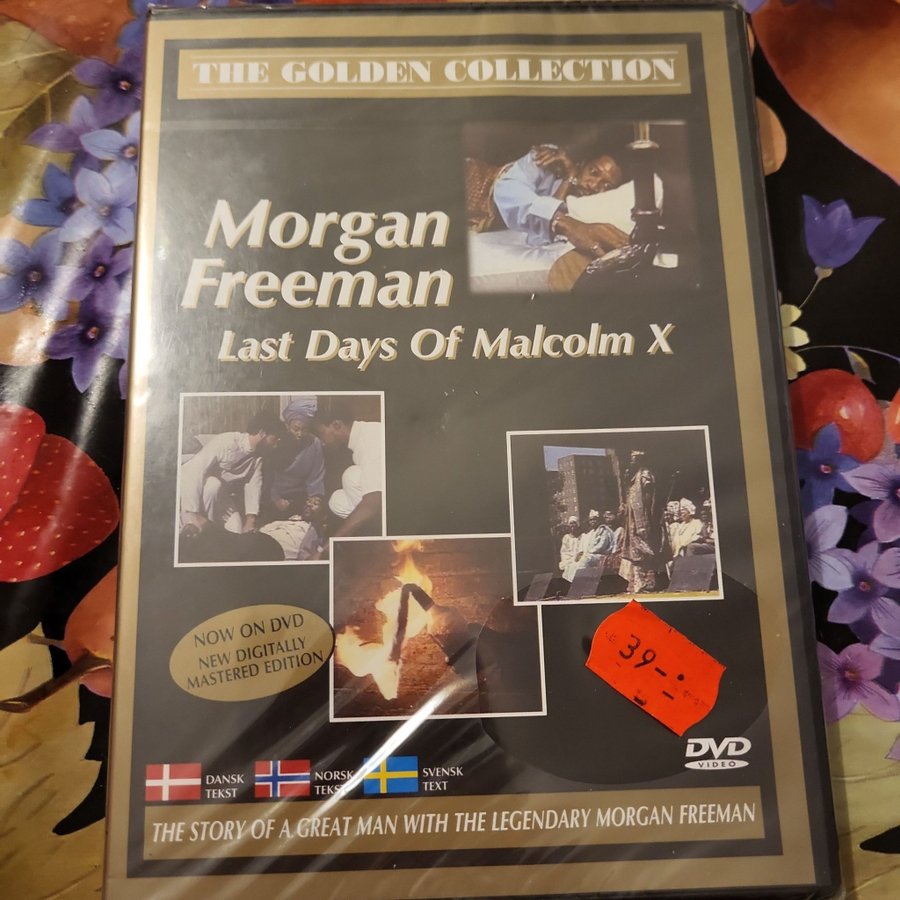 THE GOLDEN COLLECTION
Morgan
Freeman
Last Days Of Malcolm X
NOW ON DVD
NEW DIGITALLY
MASTERED EDITION
39-.
DVD
VIDEO
DANSK
TEKST
NORSK
TEKST
SVENSK
TEXT
THE STORY OF A GREAT MAN WITH THE LEGENDARY MORGAN FREEMAN